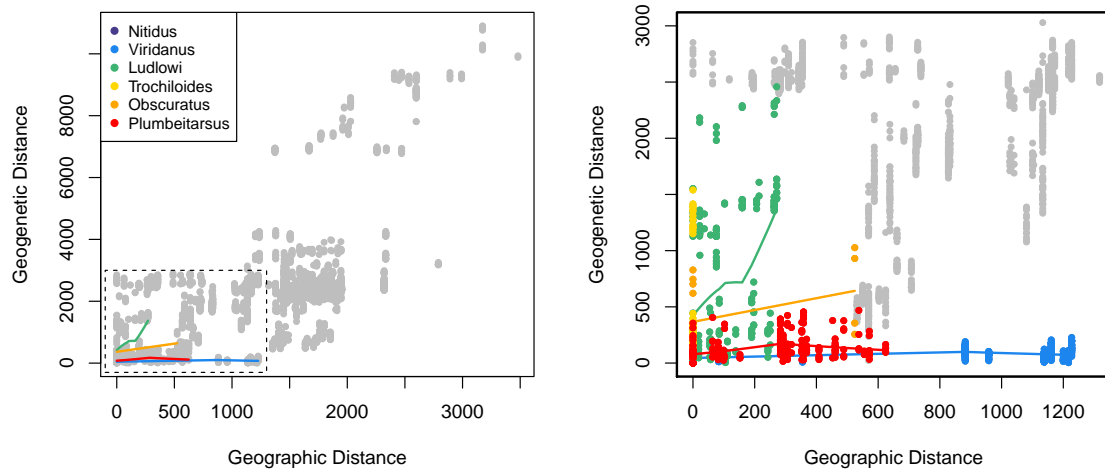 Nitidus
Viridanus
Ludlowi
Trochiloides
Obscuratus
Plumbeitarsus
0 2000 4000 6000 8000
Geogenetic Distance
0 500 1000 2000 3000
Geographic Distance
0 500 1000 2000 3000
Geogenetic Distance
0 200 400 600 800 1000 1200
Geographic Distance